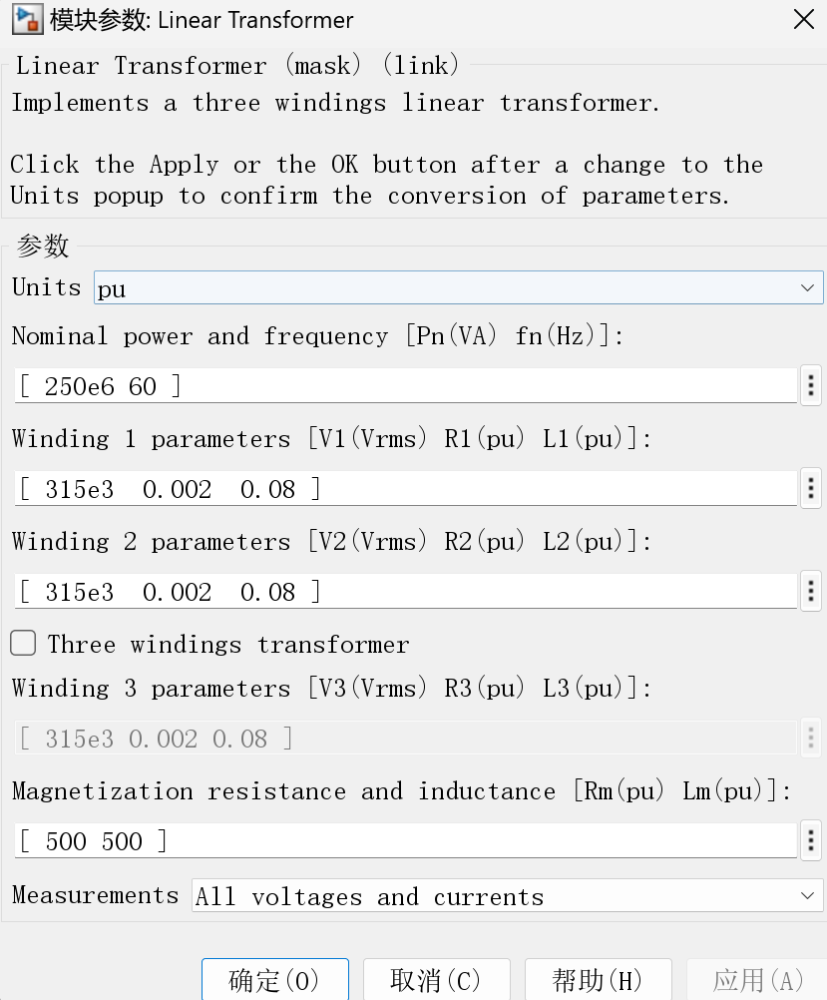 模块参数: Linear Transformer
Linear Transformer (mask) (link)
Implements a three windings linear transformer.
Click the Apply or the OK button after a change to the
Units popup to confirm the conversion of parameters.
参数
Units pu
Nominal power and frequency [Pn(VA) fn(Hz)]:
[ 250e6 60 ]
Winding 1 parameters [V1(Vrms) R1(pu) L1(pu)]:
[ 315e3  0.002  0.08 ]
Winding 2 parameters [V2(Vrms) R2(pu) L2(pu)]:
[ 315e3  0.002  0.08 ]
Three windings transformer
Winding 3 parameters [V3(Vrms) R3(pu) L3(pu)]:
[ 315e3 0.002 0.08 ]
Magnetization resistance and inductance [Rm(pu) Lm(pu)]:
[ 500 500 ]
Measurements All voltages and currents
确定(O) 取消(C) 帮助(H) 应用(A)